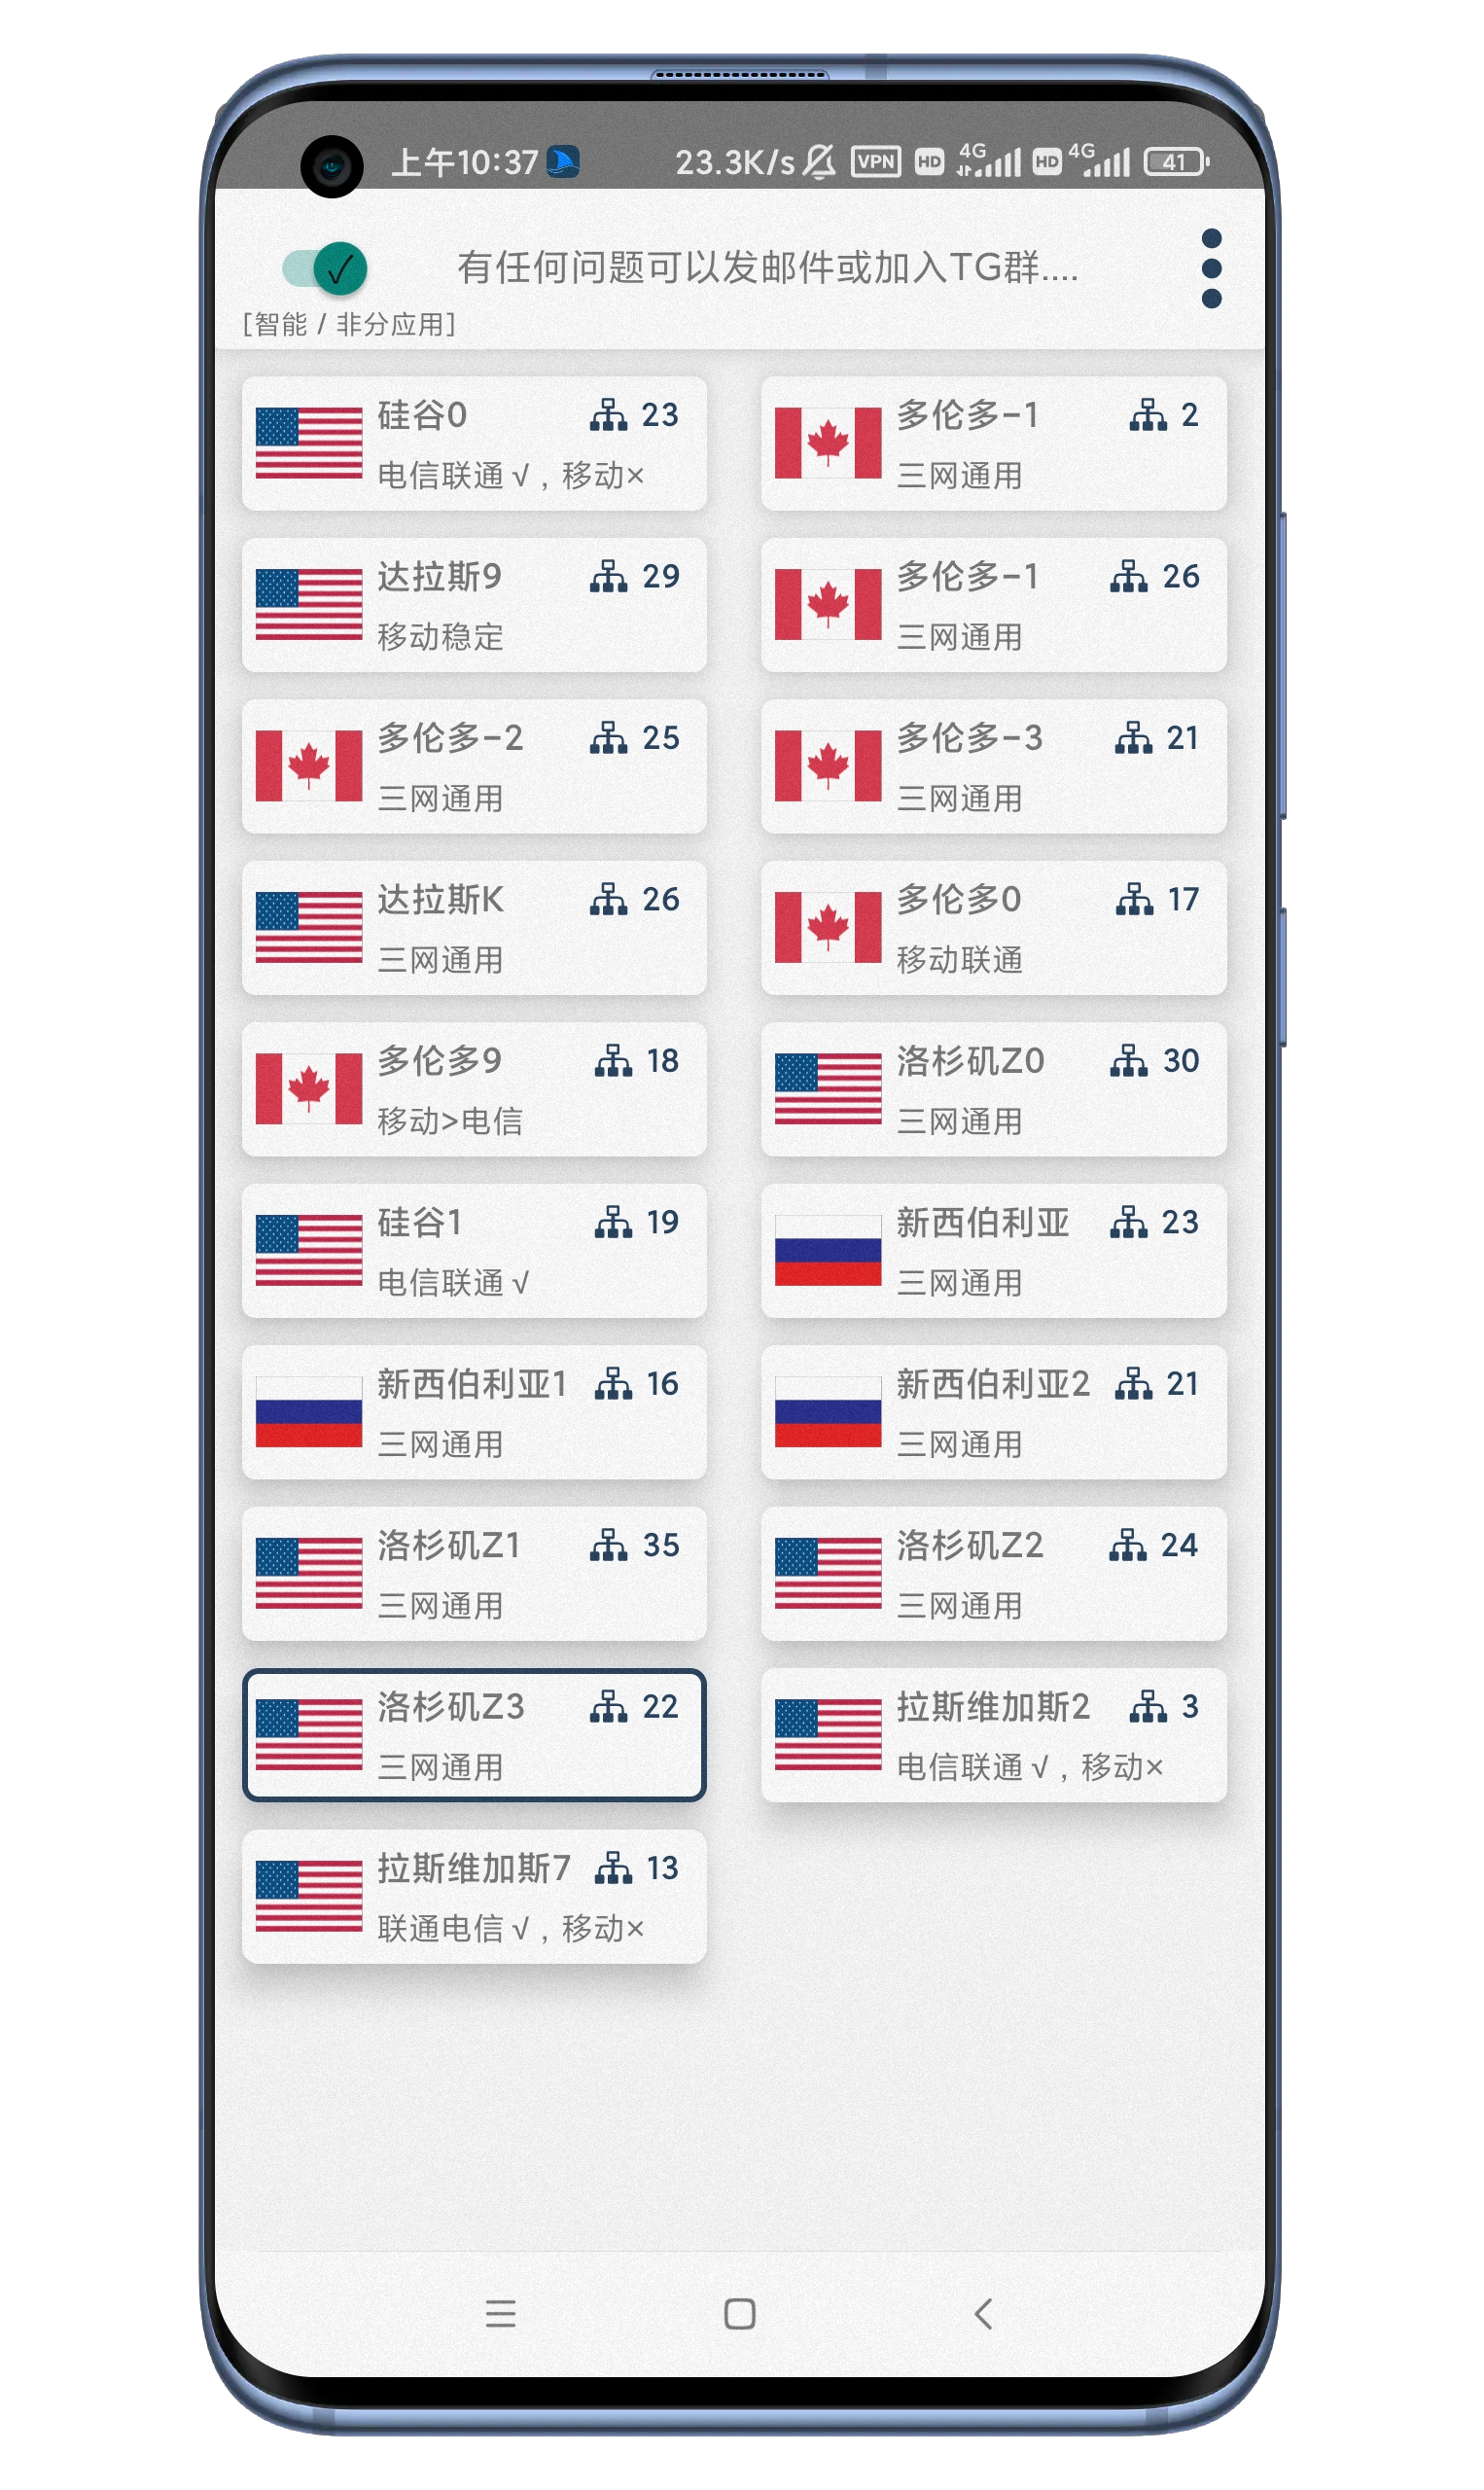 上午10:37 23.3K/s VPN HD 4G HD 4G 41
有任何问题可以发邮件或加入TG群....
[智能 / 非分应用]
硅谷0 23
电信联通√，移动×
多伦多-1 2
三网通用
达拉斯9 29
移动稳定
多伦多-1 26
三网通用
多伦多-2 25
三网通用
多伦多-3 21
三网通用
达拉斯K 26
三网通用
多伦多0 17
移动联通
多伦多9 18
移动>电信
洛杉矶Z0 30
三网通用
硅谷1 19
电信联通√
新西伯利亚 23
三网通用
新西伯利亚1 16
三网通用
新西伯利亚2 21
三网通用
洛杉矶Z1 35
三网通用
洛杉矶Z2 24
三网通用
洛杉矶Z3 22
三网通用
拉斯维加斯2 3
电信联通√，移动×
拉斯维加斯7 13
联通电信√，移动×